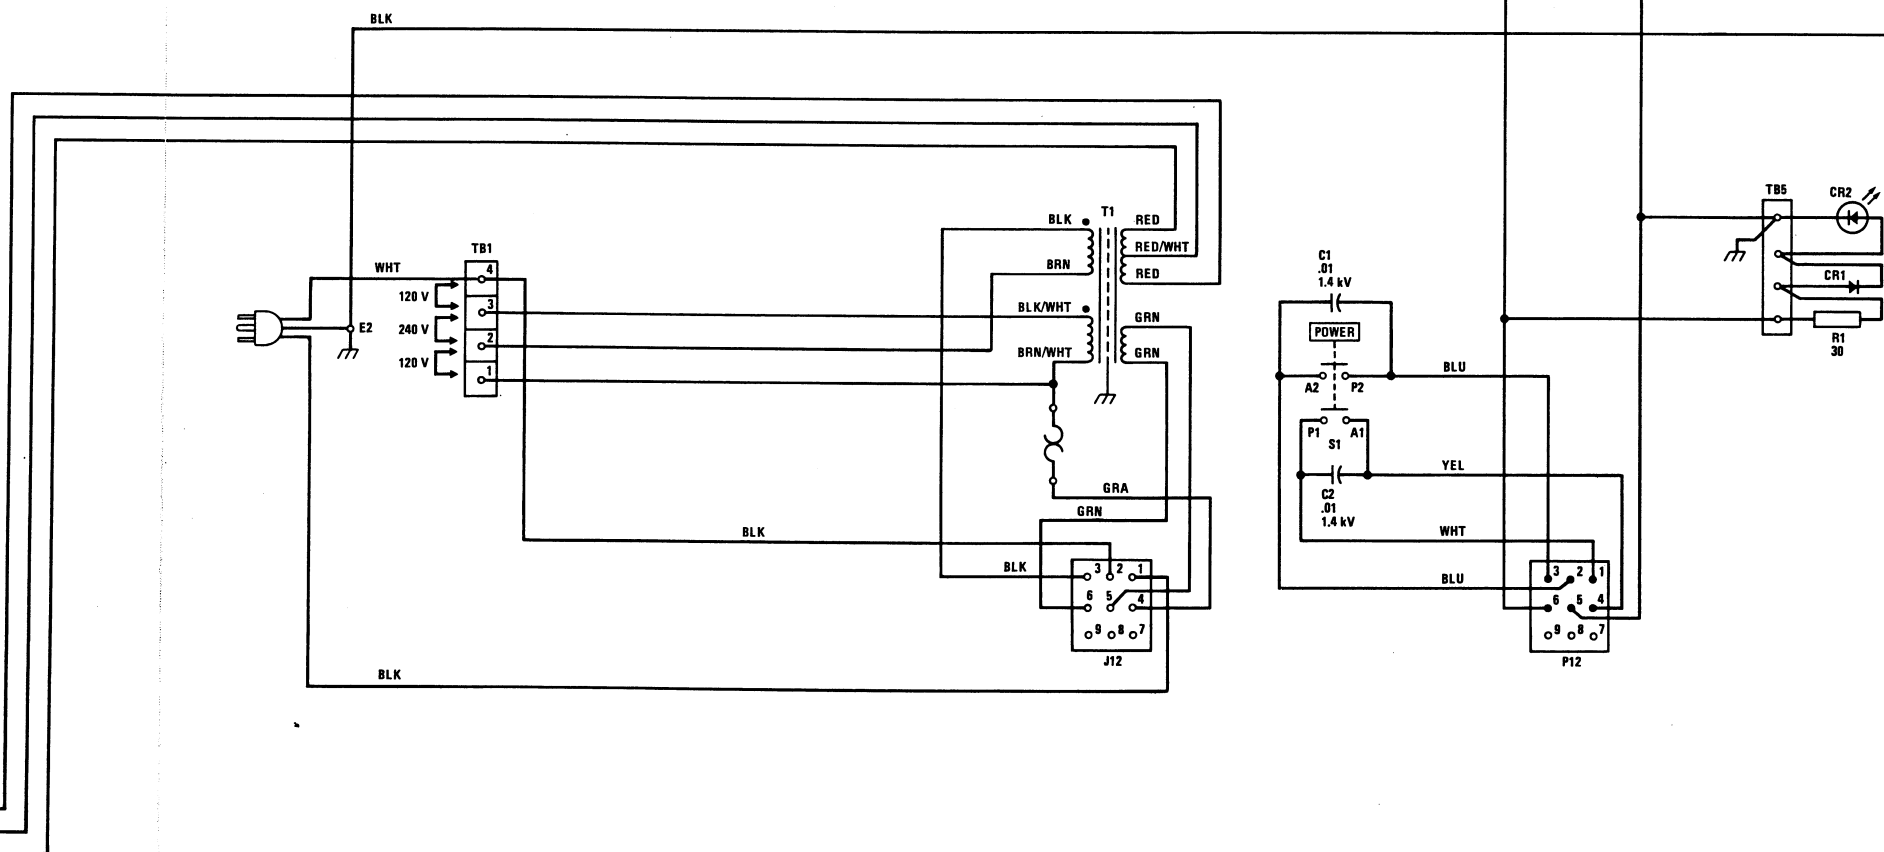 BLK
TB5
CR2
T1
BLK
RED
RED/WHT
BRN
RED
TB1
WHT
4
120 V
3
240 V
2
120 V
1
E2
BLK/WHT
GRN
BRN/WHT
GRN
C1
.01
1.4 kV
POWER
CR1
R1
30
A2
P2
BLU
P1
A1
S1
YEL
C2
.01
1.4 kV
GRA
GRN
BLK
WHT
BLK
BLU
3 2 1
6 5 4
9 8 7
J12
3 2 1
6 5 4
9 8 7
P12
BLK